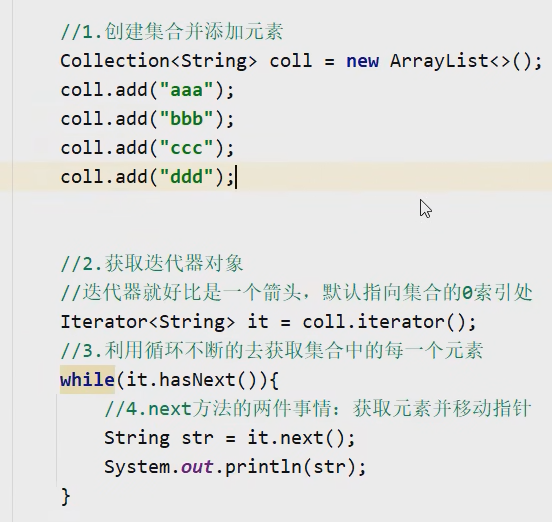 //1.创建集合并添加元素
Collection<String> coll = new ArrayList<>();
coll.add("aaa");
coll.add("bbb");
coll.add("ccc");
coll.add("ddd");
//2.获取迭代器对象
//迭代器就好比是一个箭头，默认指向集合的0索引处
Iterator<String> it = coll.iterator();
//3.利用循环不断的去获取集合中的每一个元素
while(it.hasNext()){
//4.next方法的两件事情：获取元素并移动指针
String str = it.next();
System.out.println(str);
}